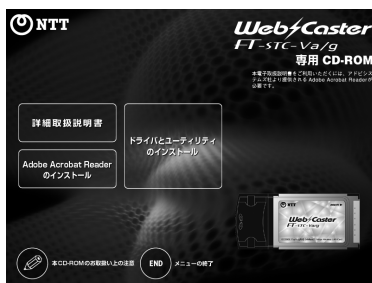 NTT
Web Caster
FT-STC-Va/g
専用 CD-ROM
本電子取扱説明書をご利用いただくには、アドビシス
テムズ社より提供される Adobe Acrobat Readerが
必要です。
詳細取扱説明書
ドライバとユーティリティ
のインストール
Adobe Acrobat Reader
のインストール
NTT
Web Caster
FT-STC-Va/g
本CD-ROMのお取扱い上の注意
END
メニューの終了